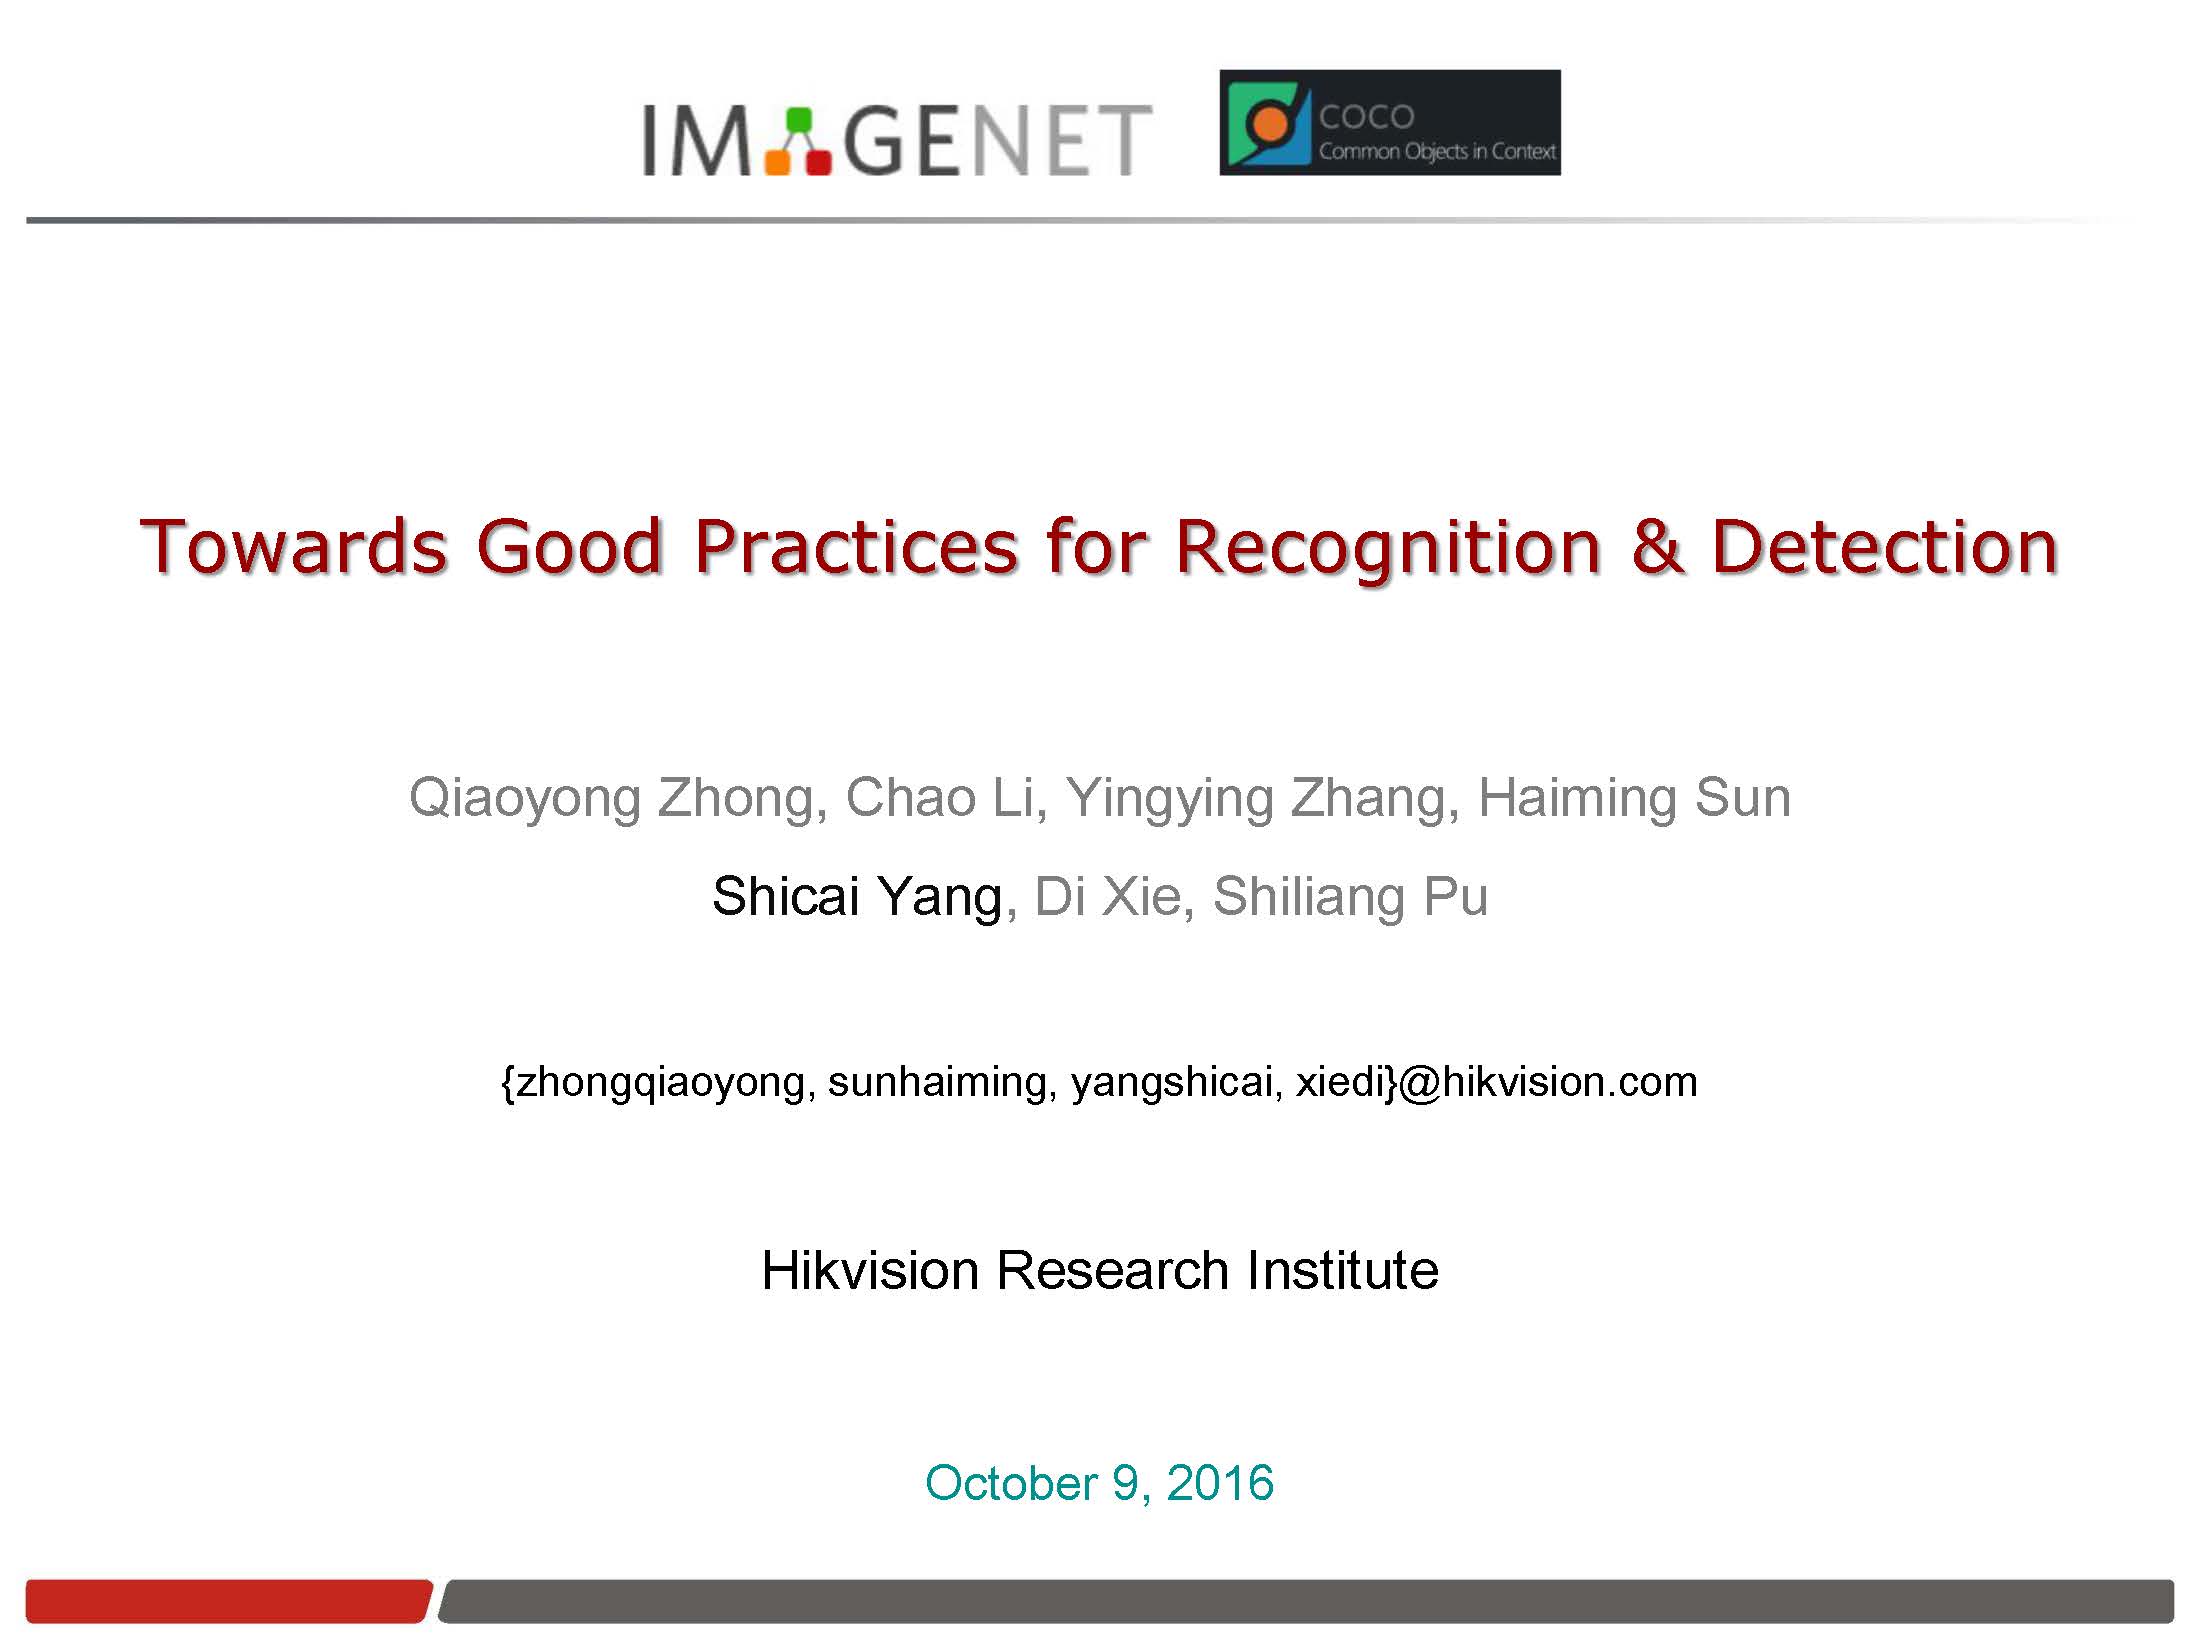 IMAGENET
COCO
Common Objects in Context
Towards Good Practices for Recognition & Detection
Qiaoyong Zhong, Chao Li, Yingying Zhang, Haiming Sun
Shicai Yang, Di Xie, Shiliang Pu
{zhongqiaoyong, sunhaiming, yangshicai, xiedi}@hikvision.com
Hikvision Research Institute
October 9, 2016